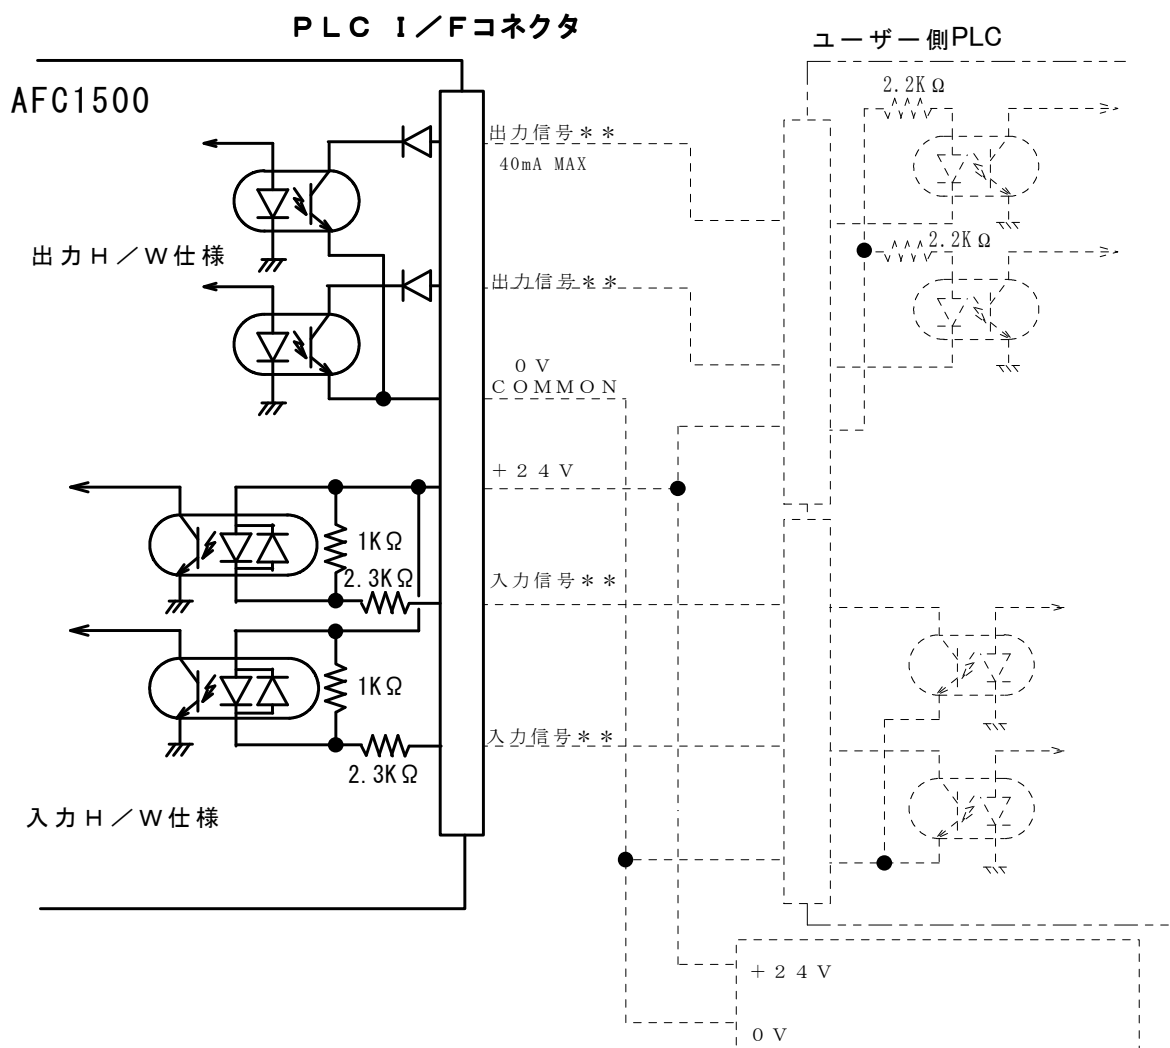 ＰＬＣ Ｉ／Ｆコネクタ
ユーザー側PLC
AFC1500
2.2KΩ
出力信号＊＊
40mA MAX
出力Ｈ／Ｗ仕様
2.2KΩ
出力信号＊＊
０Ｖ
ＣＯＭＭＯＮ
＋２４Ｖ
1KΩ
2.3KΩ
入力信号＊＊
1KΩ
入力信号＊＊
2.3KΩ
入力Ｈ／Ｗ仕様
＋２４Ｖ
０Ｖ